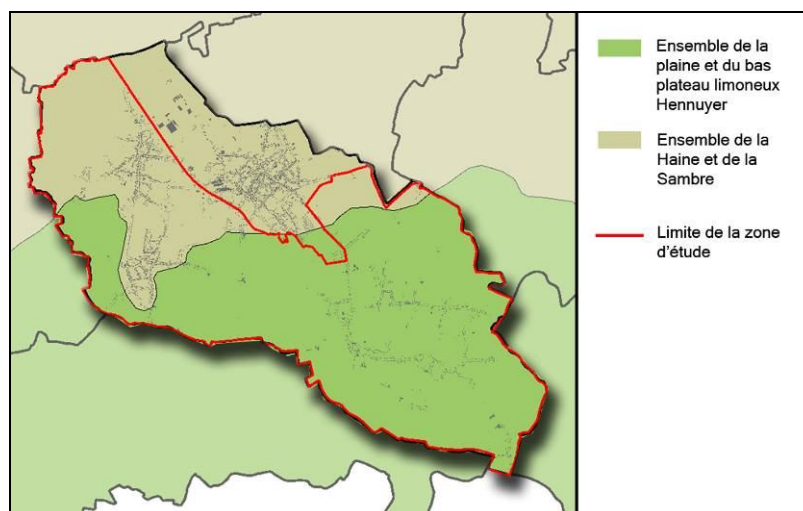 Ensemble de la
plaine et du bas
plateau limoneux
Hennuyer
Ensemble de la
Haine et de la
Sambre
Limite de la zone
d'étude